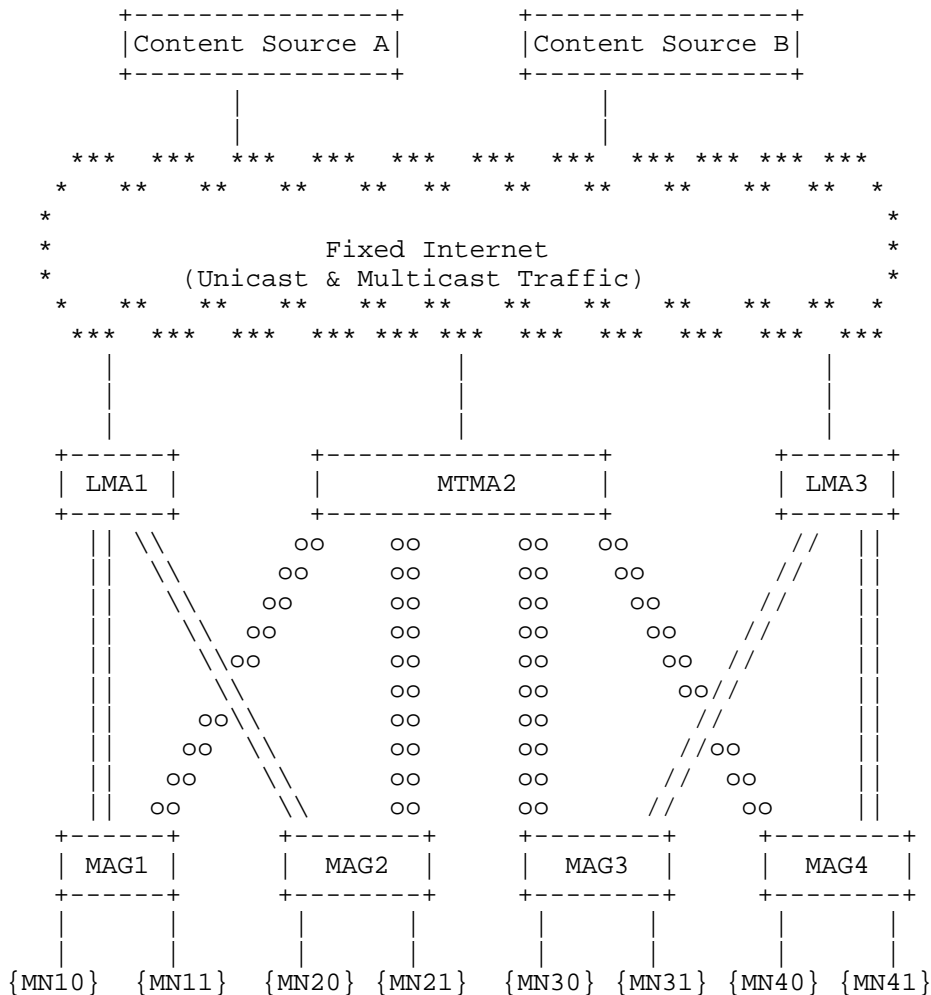 Content Source A Content Source B
Fixed Internet
(Unicast & Multicast Traffic)
LMA1 MTMA2 LMA3
MAG1 MAG2 MAG3 MAG4
{MN10} {MN11} {MN20} {MN21} {MN30} {MN31} {MN40} {MN41}